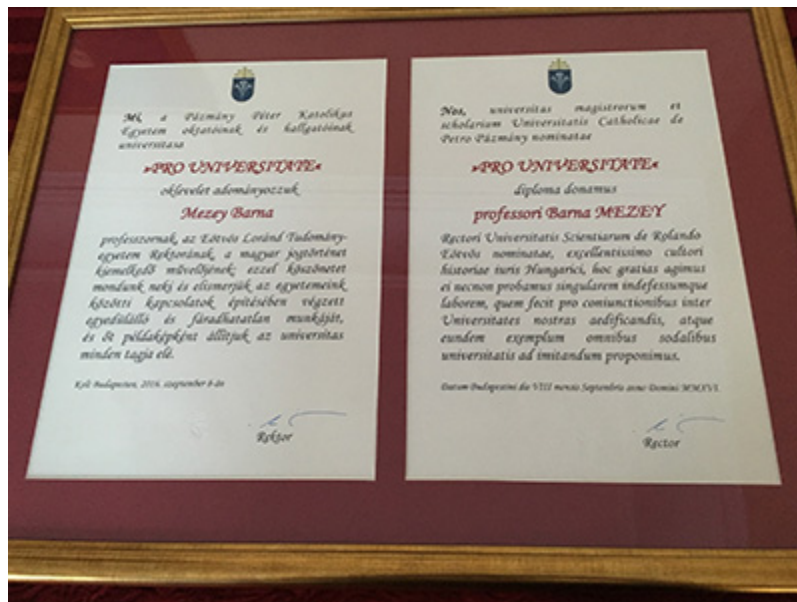 Mi, a Pázmány Péter Katolikus
Egyetem oktatóinak és hallgatóinak
universitasa
»PRO UNIVERSITATE«
oklevelet adományozzuk
Mezey Barna
professzornak, az Eötvös Loránd Tudomány-
egyetem Rektorának, a magyar jogtörténet
kiemelkedő művelőjének; ezzel köszönetet
mondunk neki és elismerjük az egyetemeink
közötti kapcsolatok építésében végzett
egyedülálló és fáradhatatlan munkáját,
és őt példaképként állítjuk az universitas
minden tagja elé.
Kelt Budapesten, 2016. szeptember 8-án
Rektor
Nos, universitas magistrorum et
scholarium Universitatis Catholicae de
Petro Pázmány nominatae
»PRO UNIVERSITATE«
diploma donamus
professori Barna MEZEY
Rectori Universitatis Scientiarum de Rolando
Eötvös nominatae, excellentissimo cultori
historiae iuris Hungarici, hoc gratias agimus
ei necnon probamus singularem indefessumque
laborem, quem fecit pro coniunctionibus inter
Universitates nostras aedificandis, atque
eundem exemplum omnibus sodalibus
universitatis ad imitandum proponimus.
Datum Budapestini die VIII mensis Septembris anno Domini MMXVI.
Rector